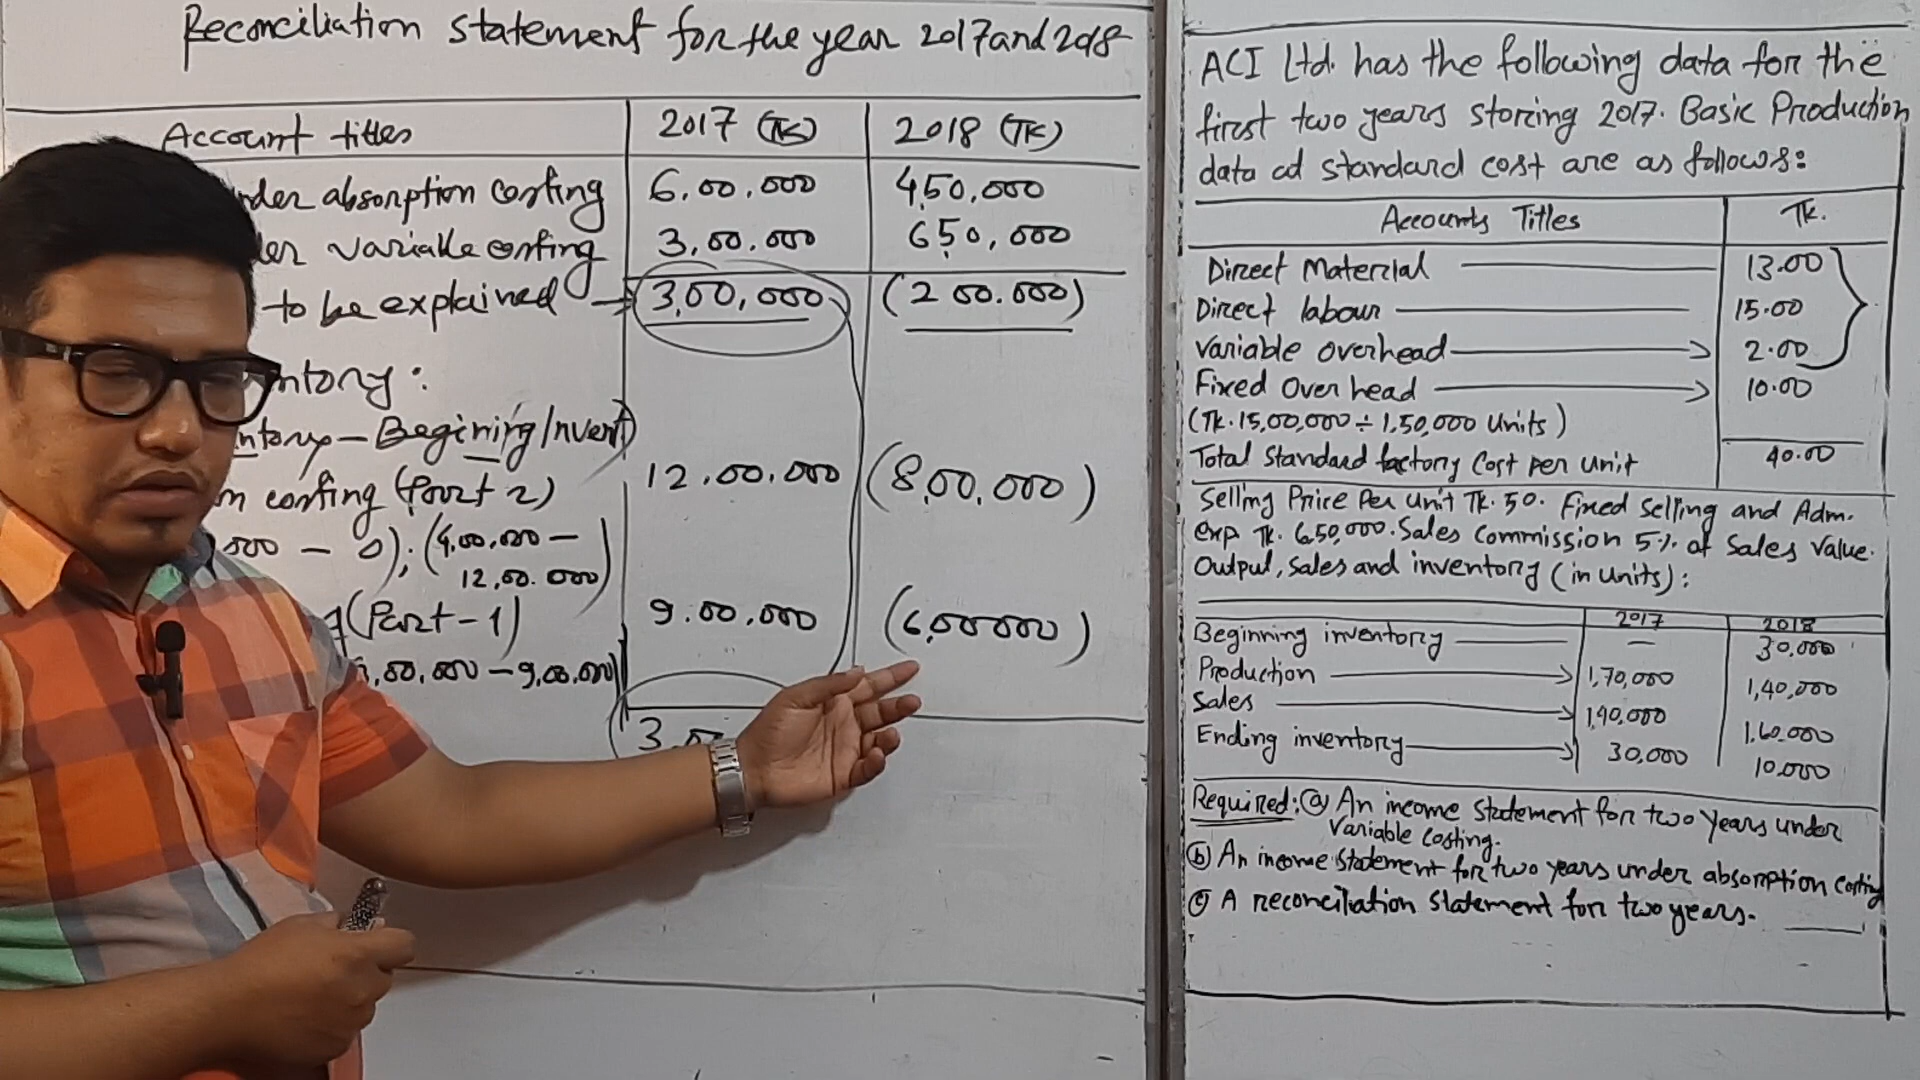 Reconciliation statement for the year 2017 and 2018
Account titles 2017 (TK) 2018 (TK)
nder absorption costing 6,00,000 4,50,000
der variable costing 3,00,000 6,50,000
to be explained → 3,00,000 (2 00.000)
ntory:
ntory – Begining Invent)
n costing (Part 2) 12,00,000 (8,00,000)
000 – 0); (4,00,000 –
12,00.000)
g (Part - 1) 9.00,000 (6,00000)
,00,000 – 9,00,000)
3,00
ACI Ltd. has the following data for the
first two years storing 2017. Basic Production
data ad standard cost are as follows:
Accounts Titles Tk.
Direct Material 13.00
Direct labour 15.00
Variable overhead 2.00
Fixed Over head 10.00
(Tk. 15,00,000 ÷ 1,50,000 Units)
Total Standard factory Cost per unit 40.00
Selling Price Per Unit Tk. 50. Fixed Selling and Adm.
exp Tk. 6,50,000. Sales Commission 5% of Sales Value.
Output, Sales and inventory (in units):
2017 2018
Beginning inventory — 30,000
Production → 1,70,000 1,40,000
Sales → 1,40,000 1,60,000
Ending inventory → 30,000 10,000
Required: (a) An income statement for two years under
Variable Costing.
(b) An income statement for two years under absorption costing
(c) A reconciliation Statement for two years.